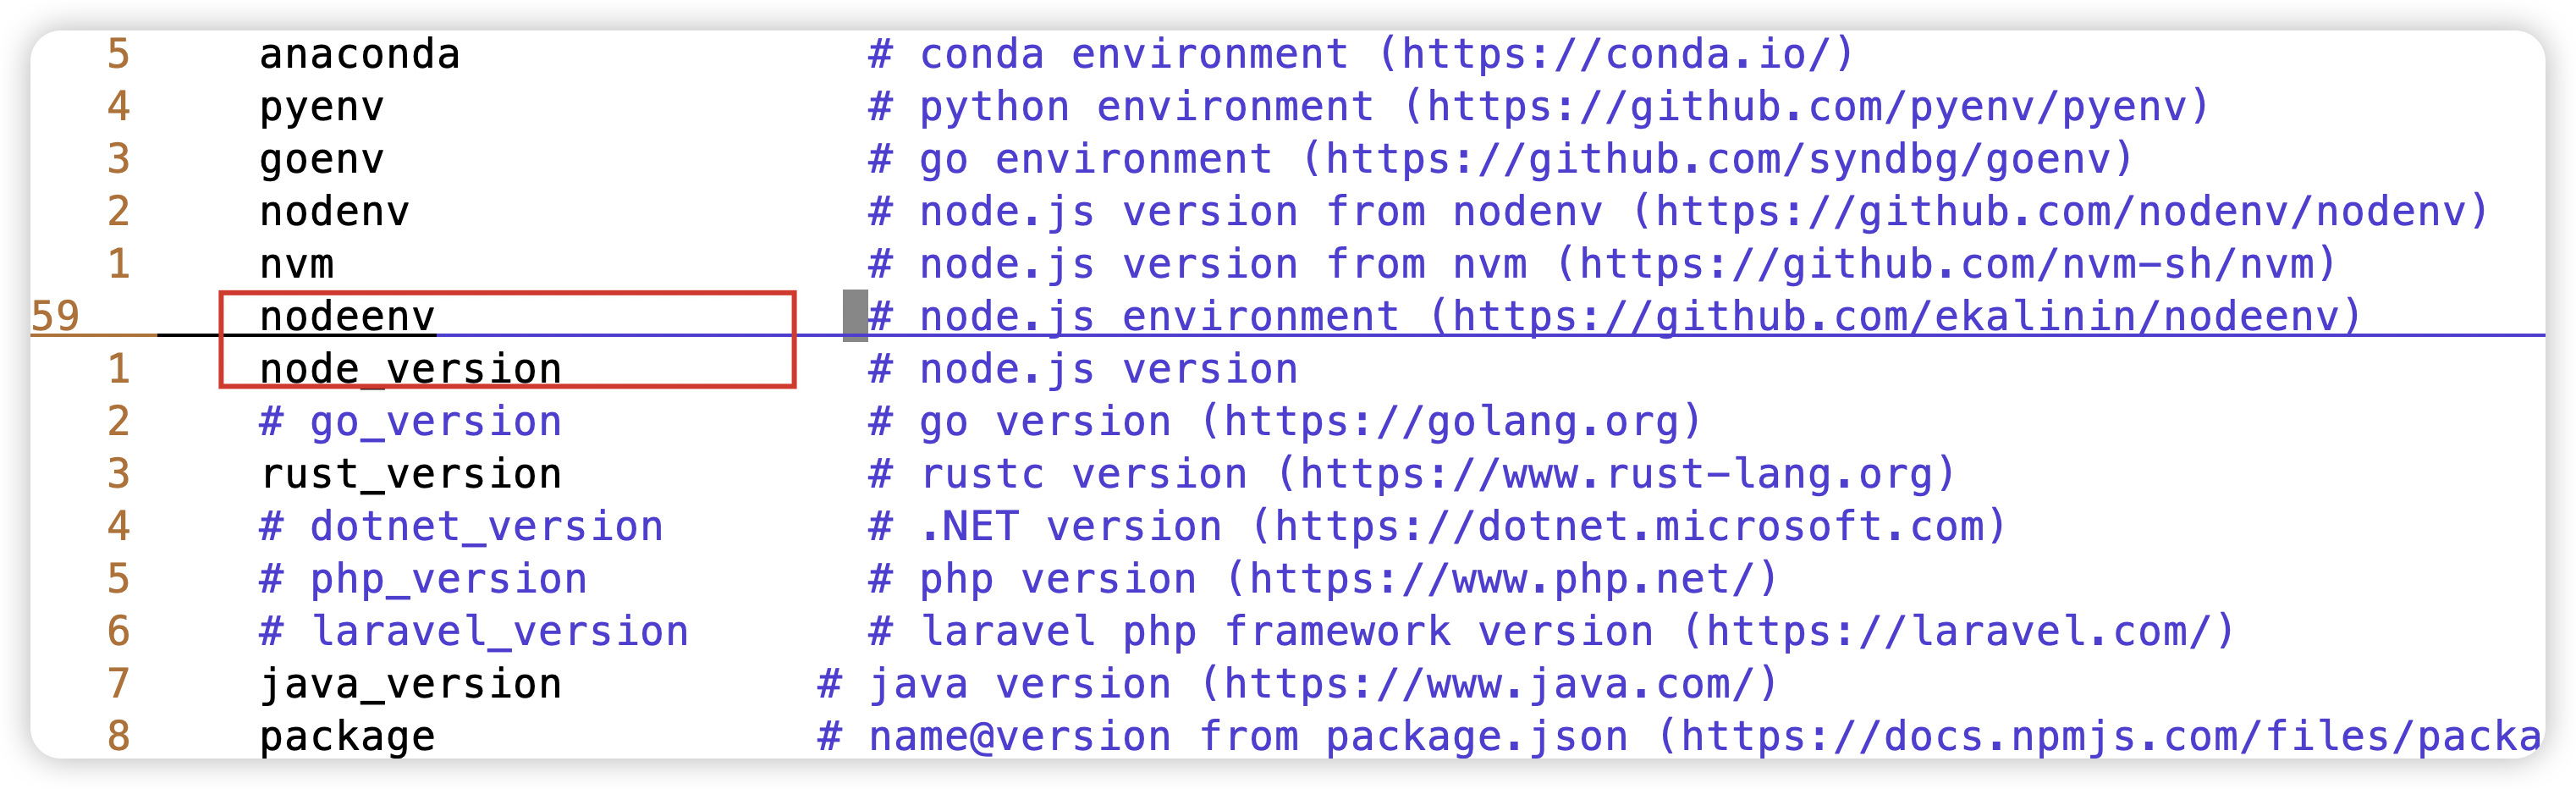 5 anaconda # conda environment (https://conda.io/)
4 pyenv # python environment (https://github.com/pyenv/pyenv)
3 goenv # go environment (https://github.com/syndbg/goenv)
2 nodenv # node.js version from nodenv (https://github.com/nodenv/nodenv)
1 nvm # node.js version from nvm (https://github.com/nvm-sh/nvm)
59 nodeenv # node.js environment (https://github.com/ekalinin/nodeenv)
1 node_version # node.js version
2 # go_version # go version (https://golang.org)
3 rust_version # rustc version (https://www.rust-lang.org)
4 # dotnet_version # .NET version (https://dotnet.microsoft.com)
5 # php_version # php version (https://www.php.net/)
6 # laravel_version # laravel php framework version (https://laravel.com/)
7 java_version # java version (https://www.java.com/)
8 package # name@version from package.json (https://docs.npmjs.com/files/packa